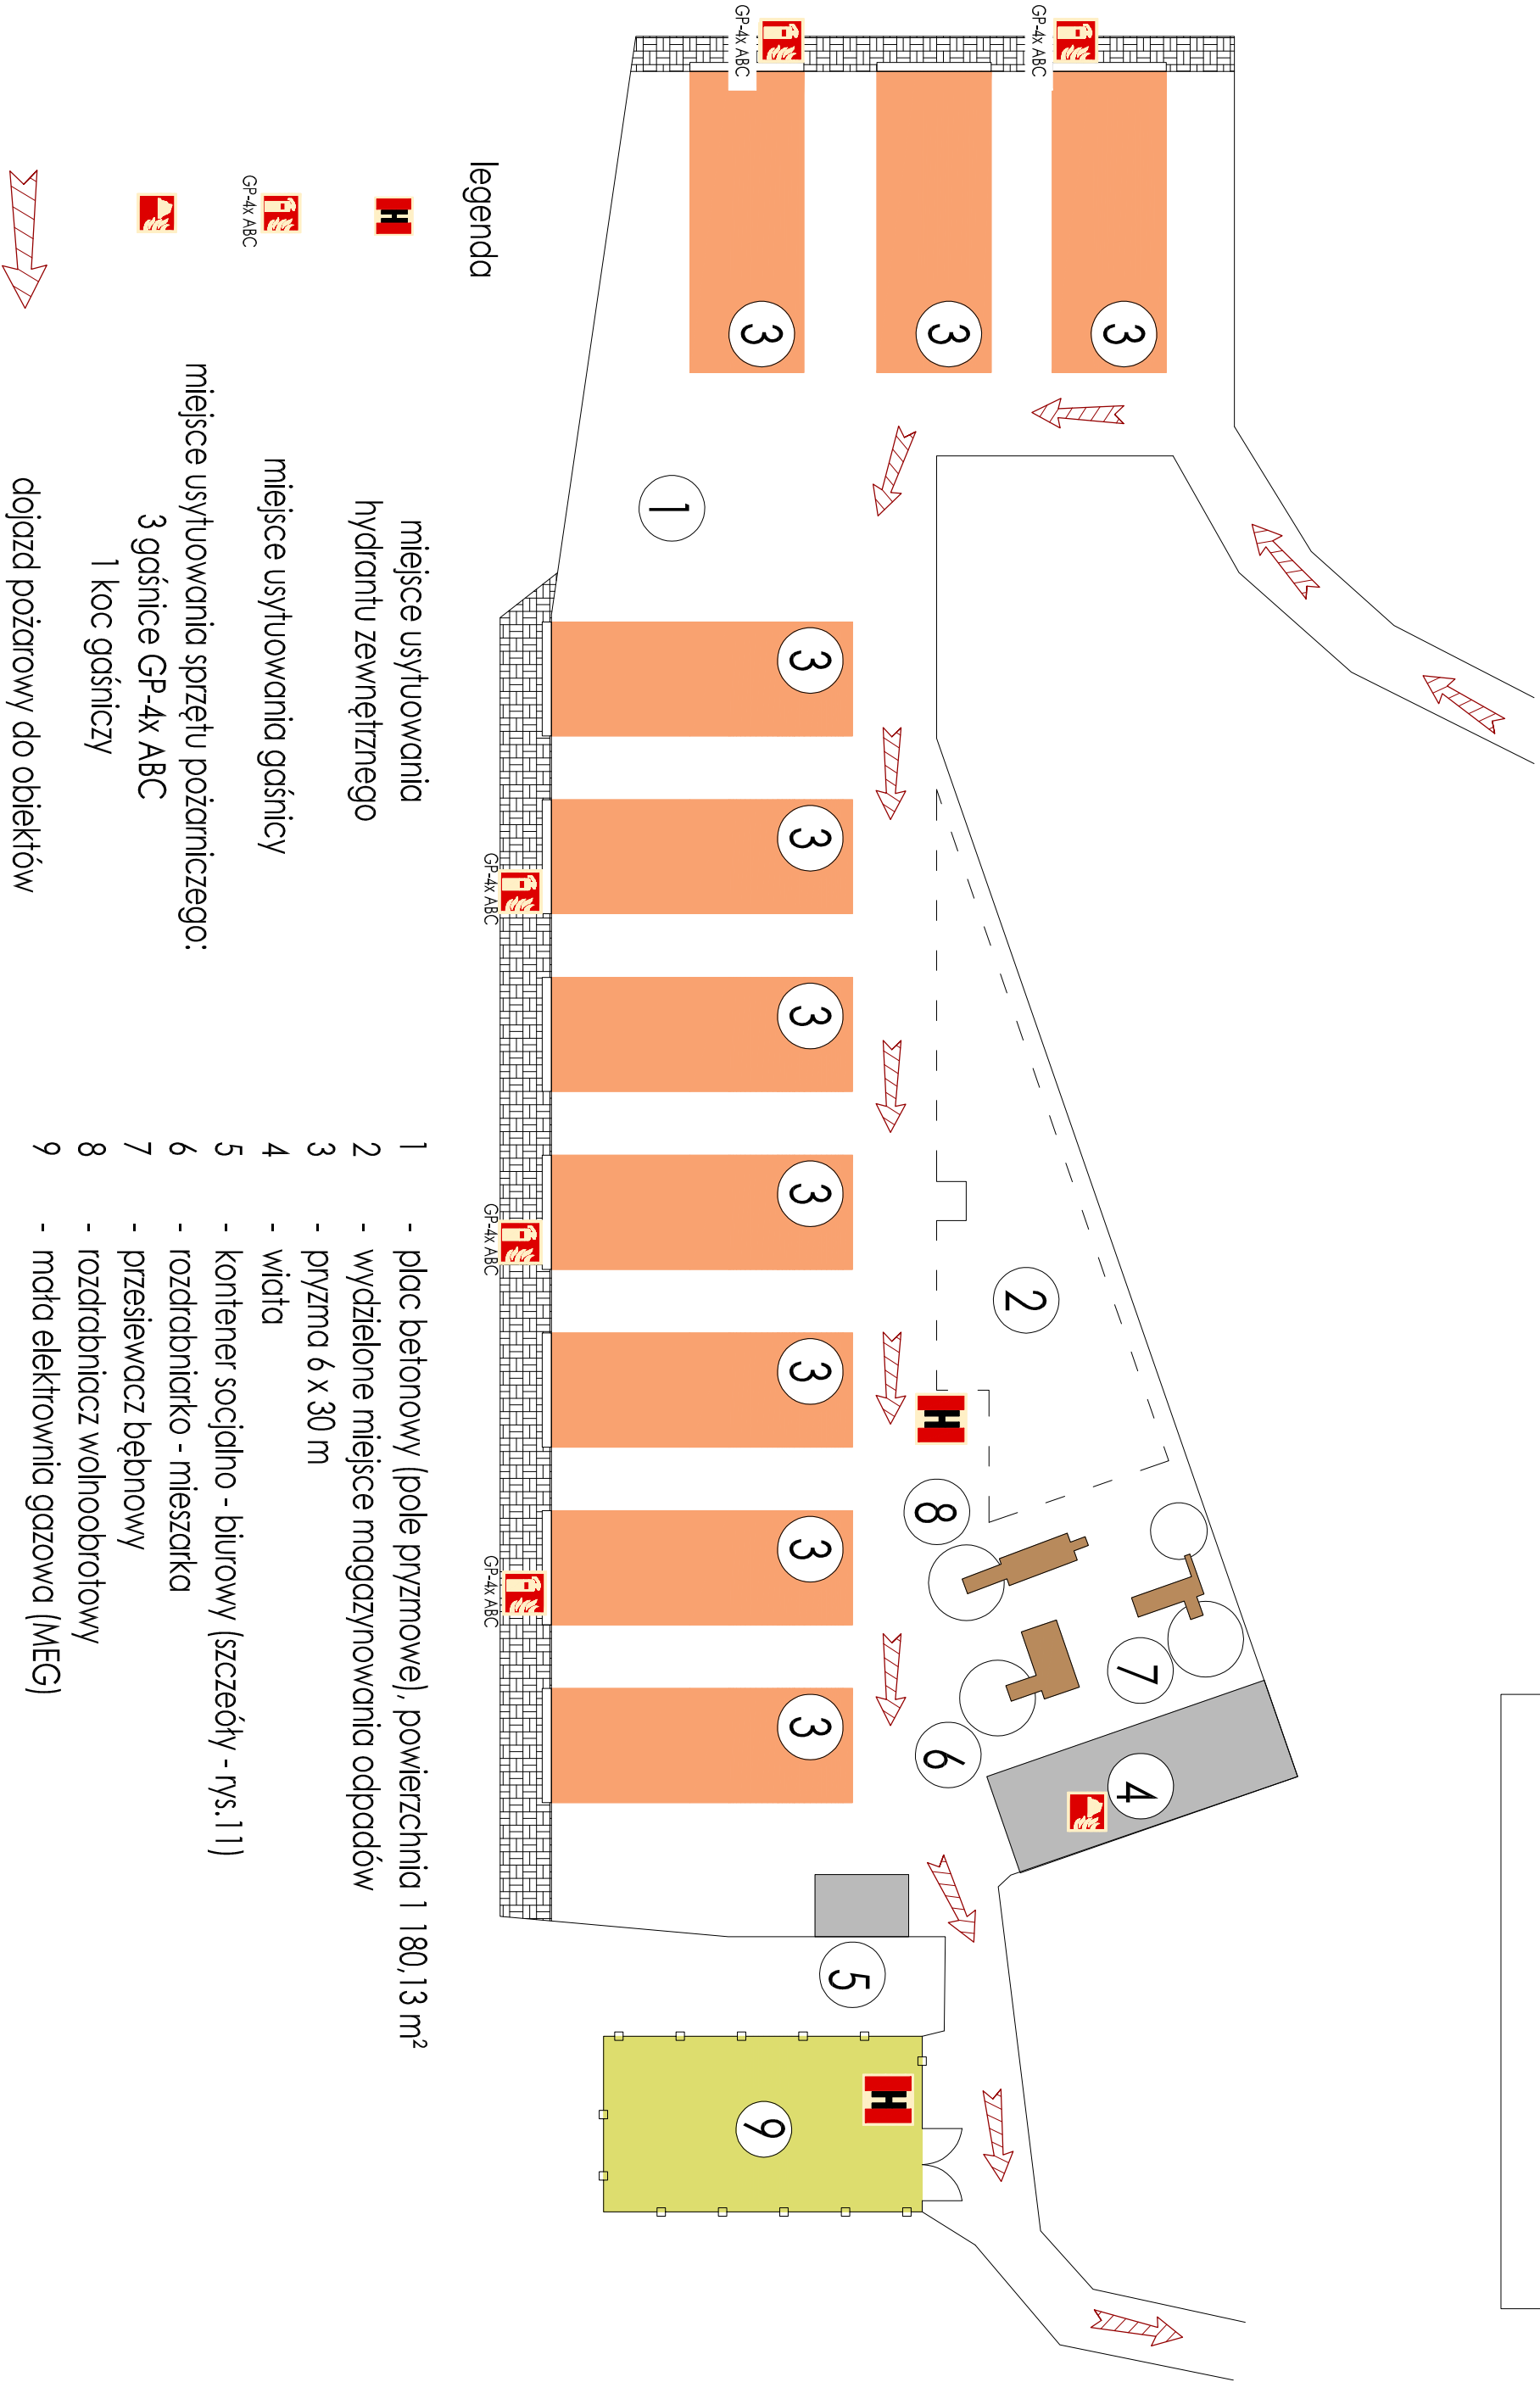 GP-4x ABC
GP-4x ABC
3
3
3
1
3
3
3
3
3
3
3
2
H
8
7
6
4
5
H
9
GP-4x ABC
GP-4x ABC
GP-4x ABC
legenda
H
miejsce usytuowania
hydrantu zewnętrznego
GP-4x ABC
miejsce usytuowania gaśnicy
miejsce usytuowania sprzętu pożarniczego:
3 gaśnice GP-4x ABC
1 koc gaśniczy
dojazd pożarowy do obiektów
1 - plac betonowy (pole pryzmowe), powierzchnia 1 180,13 m²
2 - wydzielone miejsce magazynowania odpadów
3 - pryzma 6 x 30 m
4 - wiata
5 - kontener socjalno - biurowy (szczeóły - rys.11)
6 - rozdrabniarko - mieszarka
7 - przesiewacz bębnowy
8 - rozdrabniacz wolnoobrotowy
9 - mała elektrownia gazowa (MEG)